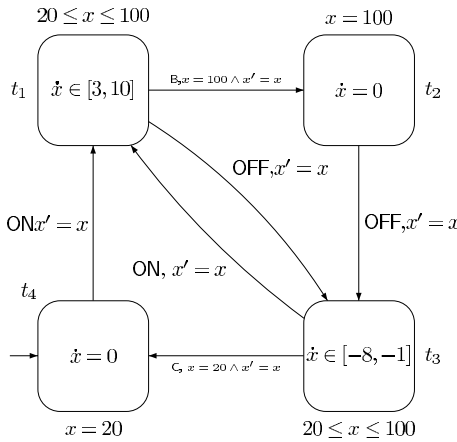 20 ≤ x ≤ 100
x = 100
t₁
ẋ ∈ [3, 10]
B,x = 100 ∧ x′ = x
ẋ = 0
t₂
OFF,x′ = x
ONx′ = x
OFF,x′ = x
ON, x′ = x
t₄
ẋ = 0
C, x = 20 ∧ x′ = x
ẋ ∈ [−8, −1]
t₃
x = 20
20 ≤ x ≤ 100